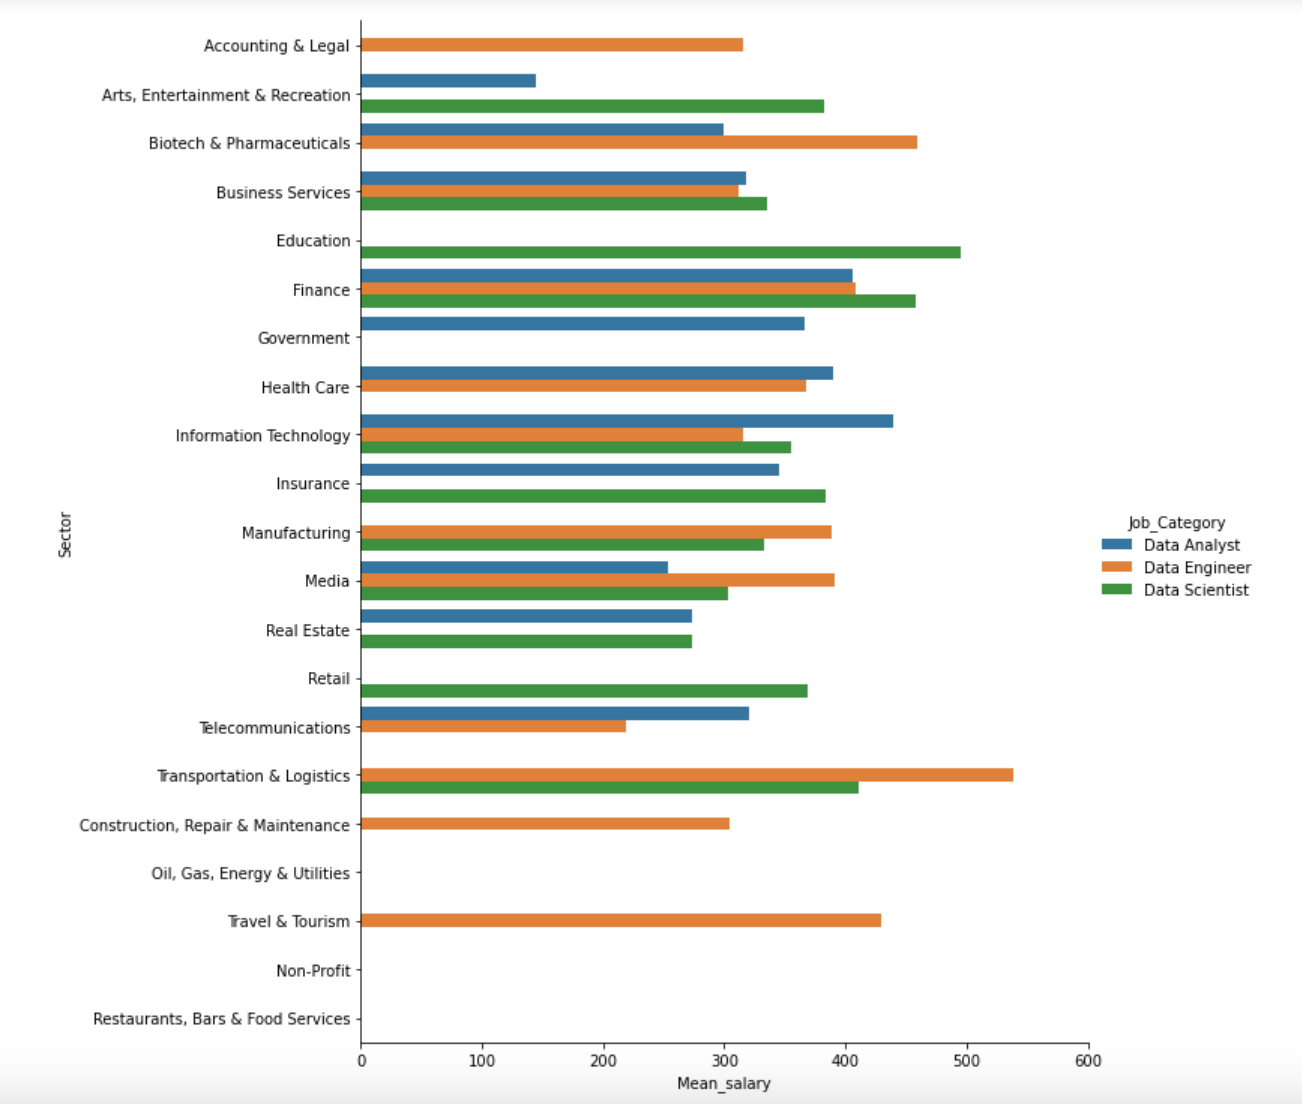 Accounting & Legal
Arts, Entertainment & Recreation
Biotech & Pharmaceuticals
Business Services
Education
Finance
Government
Health Care
Information Technology
Insurance
Manufacturing
Media
Real Estate
Retail
Telecommunications
Transportation & Logistics
Construction, Repair & Maintenance
Oil, Gas, Energy & Utilities
Travel & Tourism
Non-Profit
Restaurants, Bars & Food Services
Sector
0 100 200 300 400 500 600
Mean_salary
Job_Category
Data Analyst
Data Engineer
Data Scientist